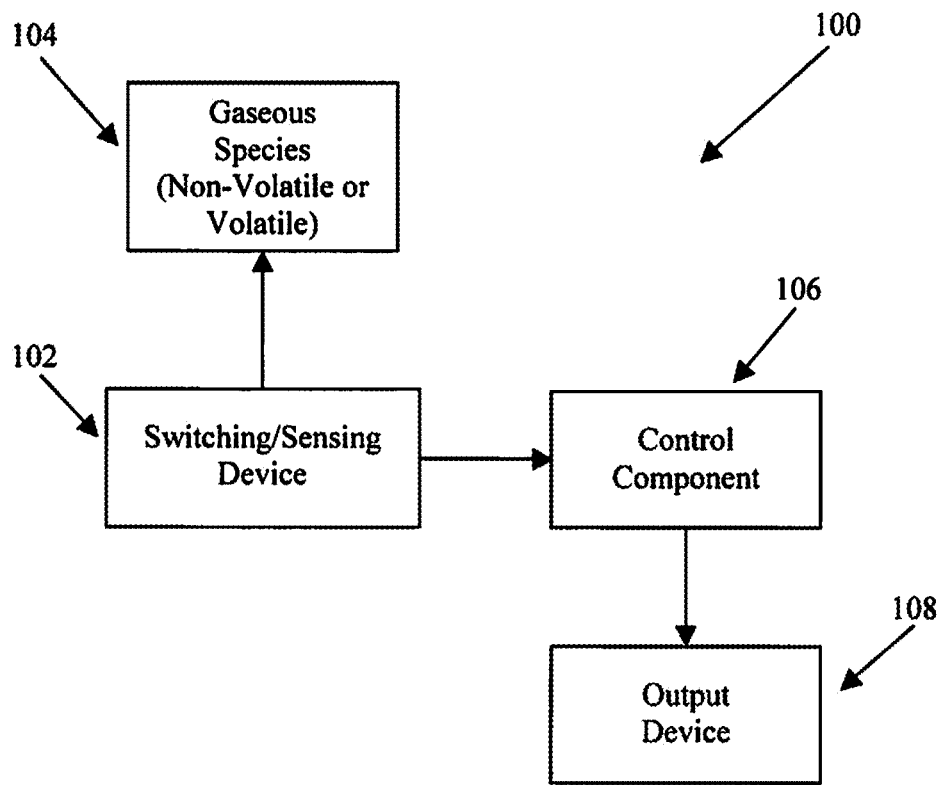 104
100
Gaseous
Species
(Non-Volatile or
Volatile)
106
102
Switching/Sensing
Device
Control
Component
108
Output
Device